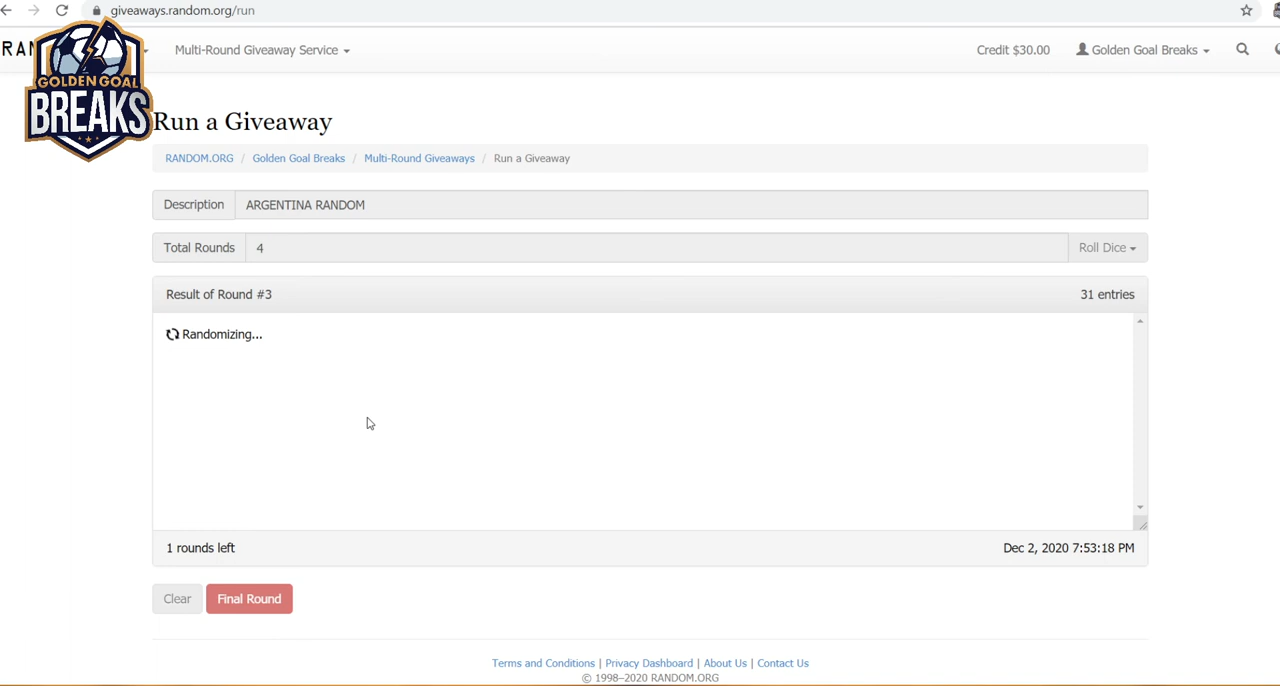 giveaways.random.org/run
Multi-Round Giveaway Service
Credit $30.00
Golden Goal Breaks
GOLDEN GOAL
BREAKS
Run a Giveaway
RANDOM.ORG / Golden Goal Breaks / Multi-Round Giveaways / Run a Giveaway
Description ARGENTINA RANDOM
Total Rounds 4 Roll Dice
Result of Round #3 31 entries
Randomizing...
1 rounds left Dec 2, 2020 7:53:18 PM
Clear Final Round
Terms and Conditions | Privacy Dashboard | About Us | Contact Us
© 1998–2020 RANDOM.ORG